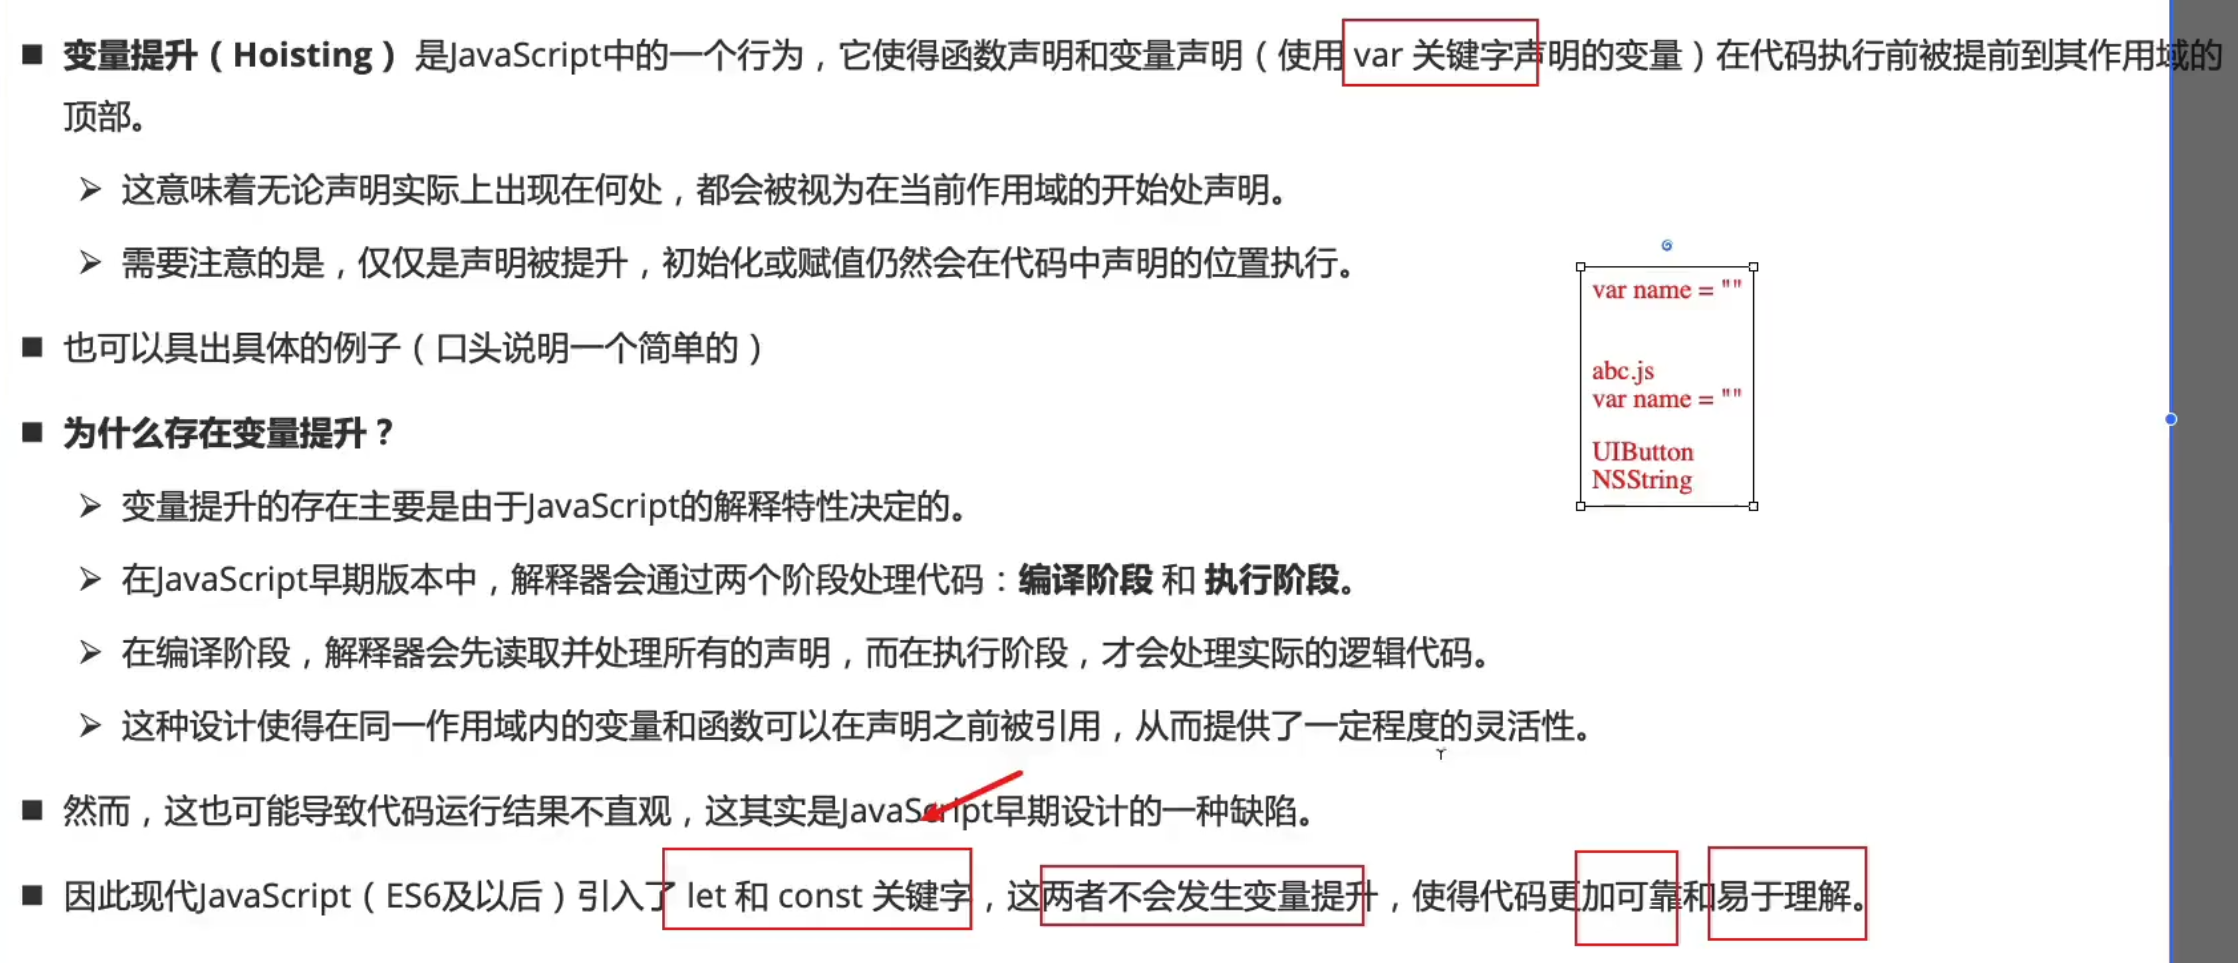 ■ 变量提升（Hoisting）是JavaScript中的一个行为，它使得函数声明和变量声明（使用 var 关键字声明的变量）在代码执行前被提前到其作用域的
顶部。
➢ 这意味着无论声明实际上出现在何处，都会被视为在当前作用域的开始处声明。
➢ 需要注意的是，仅仅是声明被提升，初始化或赋值仍然会在代码中声明的位置执行。
■ 也可以具出具体的例子（口头说明一个简单的）
■ 为什么存在变量提升？
➢ 变量提升的存在主要是由于JavaScript的解释特性决定的。
➢ 在JavaScript早期版本中，解释器会通过两个阶段处理代码：编译阶段 和 执行阶段。
➢ 在编译阶段，解释器会先读取并处理所有的声明，而在执行阶段，才会处理实际的逻辑代码。
➢ 这种设计使得在同一作用域内的变量和函数可以在声明之前被引用，从而提供了一定程度的灵活性。
■ 然而，这也可能导致代码运行结果不直观，这其实是JavaScript早期设计的一种缺陷。
■ 因此现代JavaScript（ES6及以后）引入了 let 和 const 关键字，这两者不会发生变量提升，使得代码更加可靠和易于理解。
var name = ""
abc.js
var name = ""
UIButton
NSString